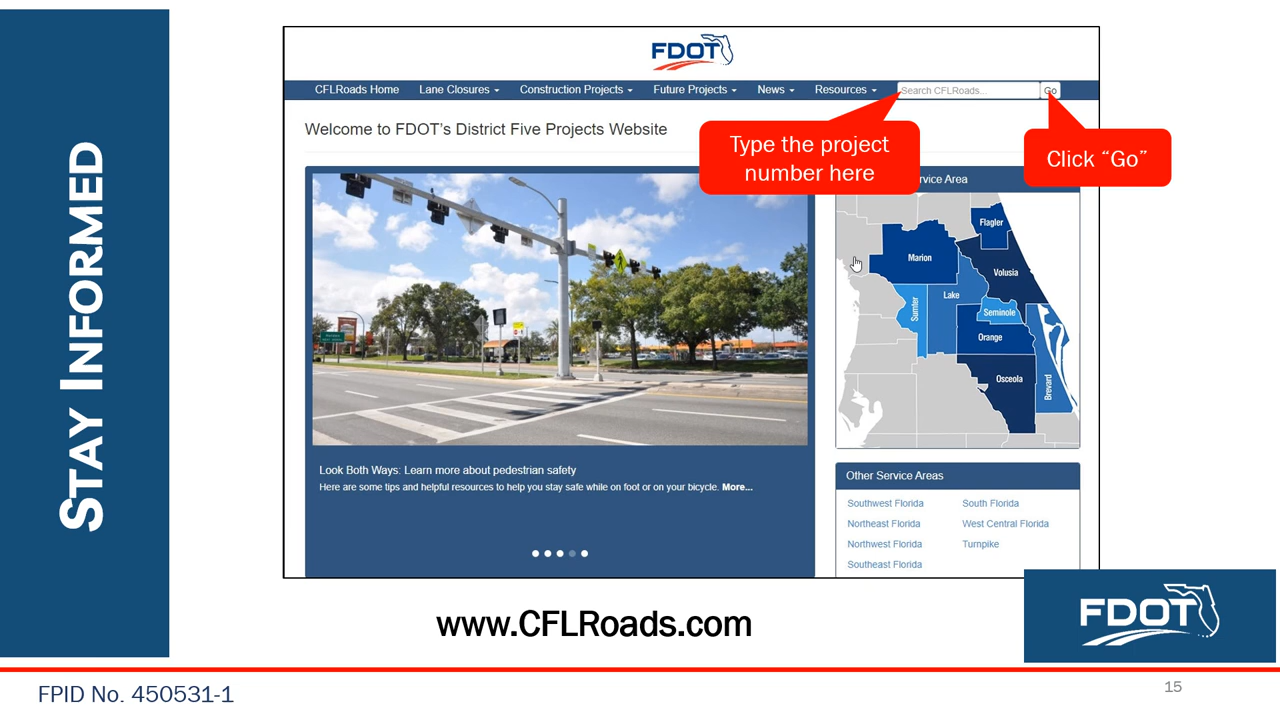 STAY INFORMED
FDOT
CFLRoads Home Lane Closures Construction Projects Future Projects News Resources Search CFLRoads... Go
Welcome to FDOT's District Five Projects Website
Type the project
number here
Click “Go”
rvice Area
Flagler
Marion
Volusia
Lake
Sumter
Seminole
Orange
Osceola
Brevard
Look Both Ways: Learn more about pedestrian safety
Here are some tips and helpful resources to help you stay safe while on foot or on your bicycle. More...
Other Service Areas
Southwest Florida South Florida
Northeast Florida West Central Florida
Northwest Florida Turnpike
Southeast Florida
www.CFLRoads.com
FDOT
FPID No. 450531-1
15